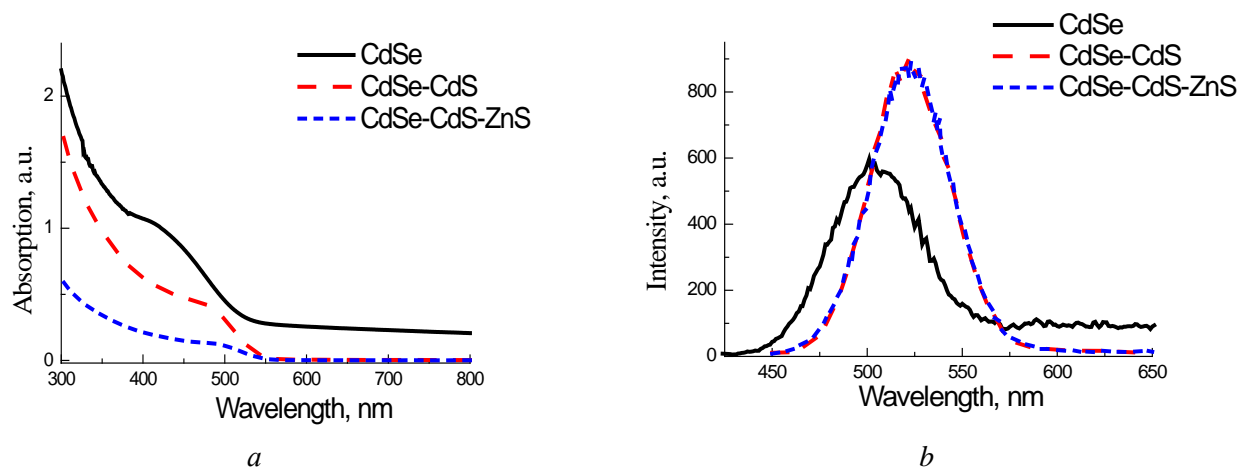 CdSe
CdSe-CdS
CdSe-CdS-ZnS
Absorption, a.u.
2
1
0
300 400 500 600 700 800
Wavelength, nm
a
CdSe
CdSe-CdS
CdSe-CdS-ZnS
Intensity, a.u.
800
600
400
200
0
450 500 550 600 650
Wavelength, nm
b